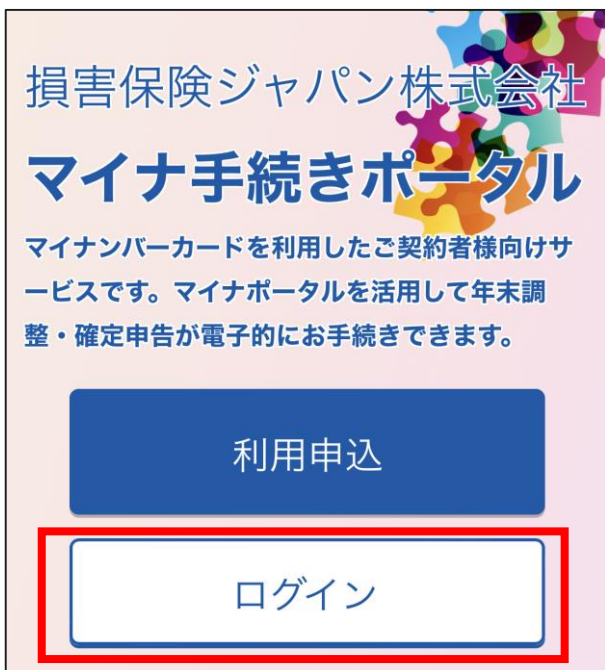 損害保険ジャパン株式会社
マイナ手続きポータル
マイナンバーカードを利用したご契約者様向けサ
ービスです。マイナポータルを活用して年末調
整・確定申告が電子的にお手続きできます。
利用申込
ログイン